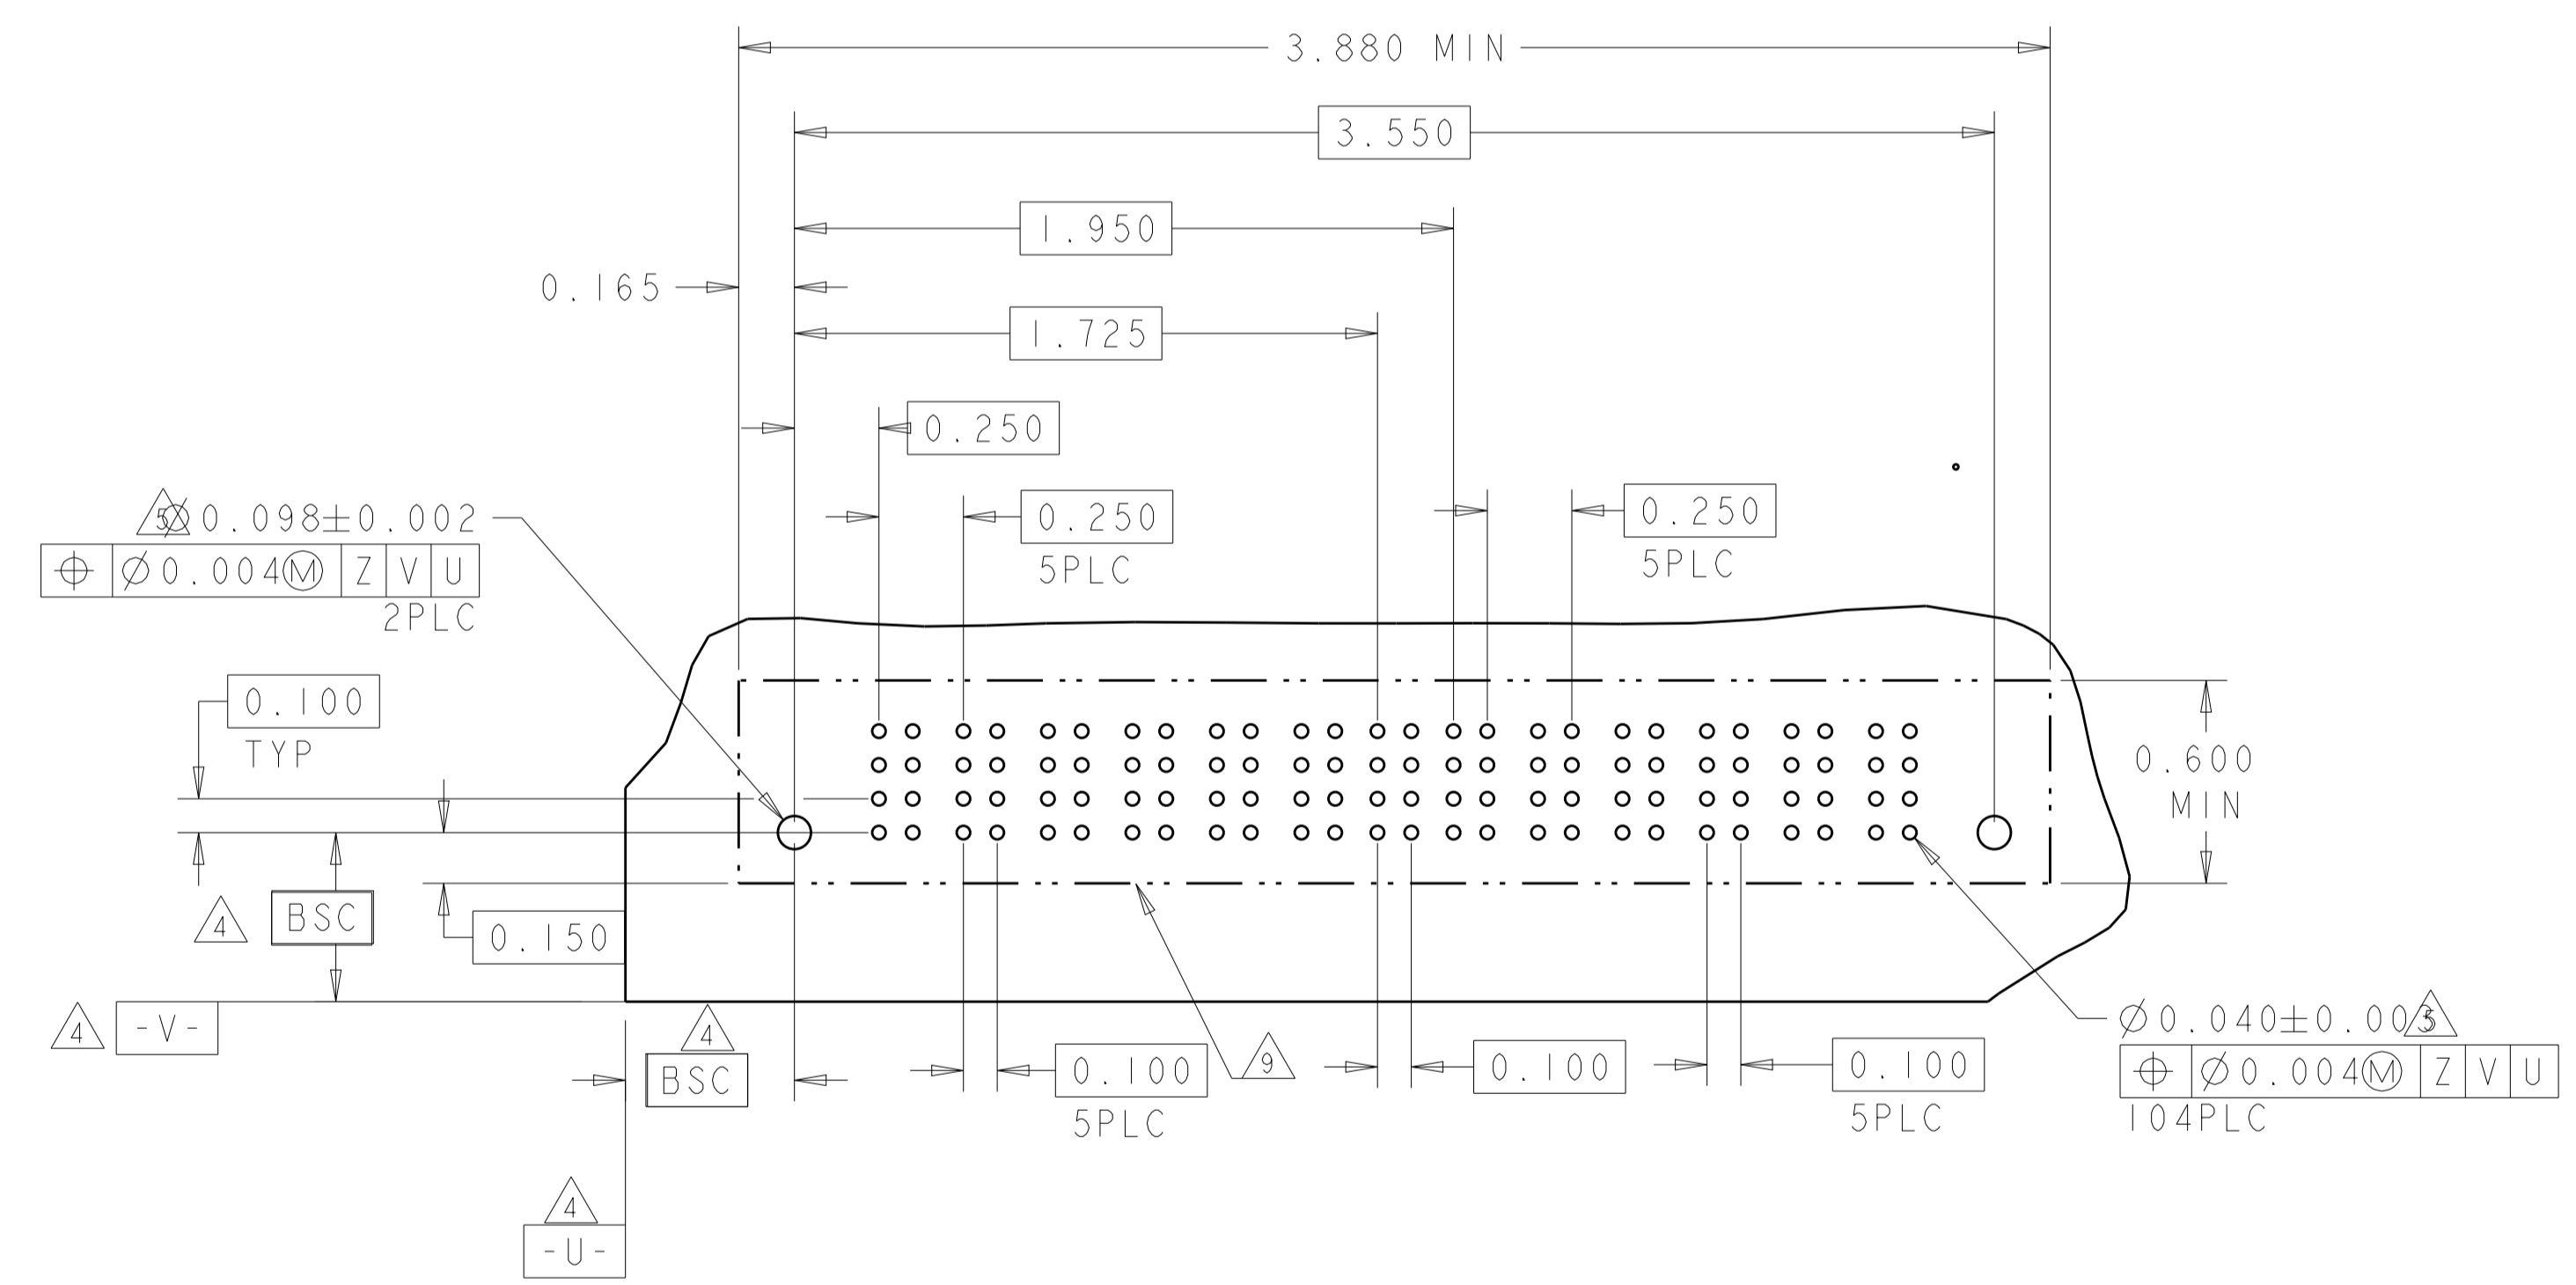 3.880 MIN
3.550
1.950
0.165
1.725
0.250
0.250
5PLC
0.250
5PLC
5 Ø0.098±0.002
⌖ Ø0.004Ⓜ Z V U
2PLC
0.100
TYP
0.600
MIN
4 BSC
0.150
4 -V-
4
BSC
9
0.100
5PLC
0.100
0.100
5PLC
Ø0.040±0.003
⌖ Ø0.004Ⓜ Z V U
104PLC
4
-U-